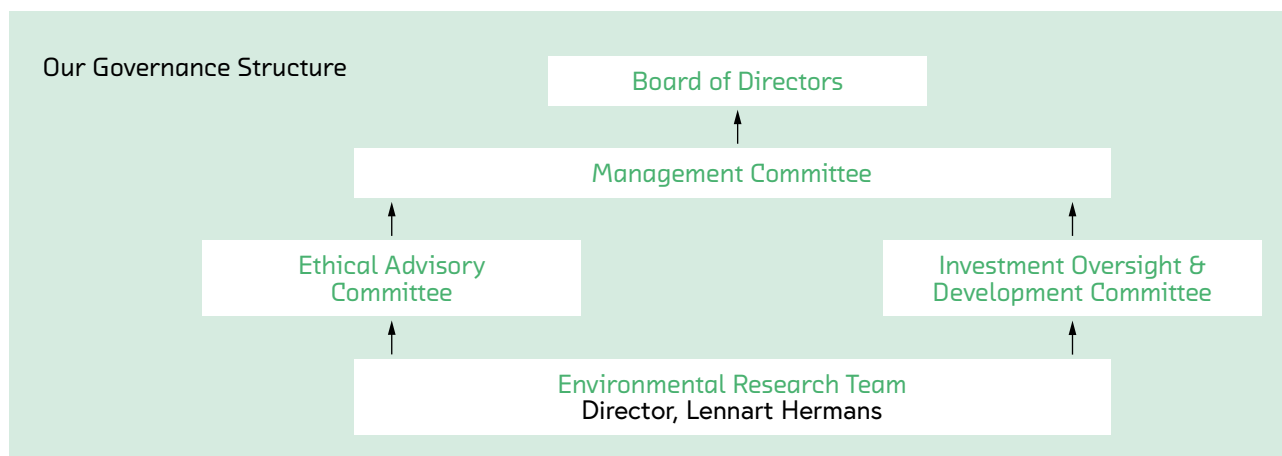 Our Governance Structure
Board of Directors
Management Committee
Ethical Advisory
Committee
Investment Oversight &
Development Committee
Environmental Research Team
Director, Lennart Hermans